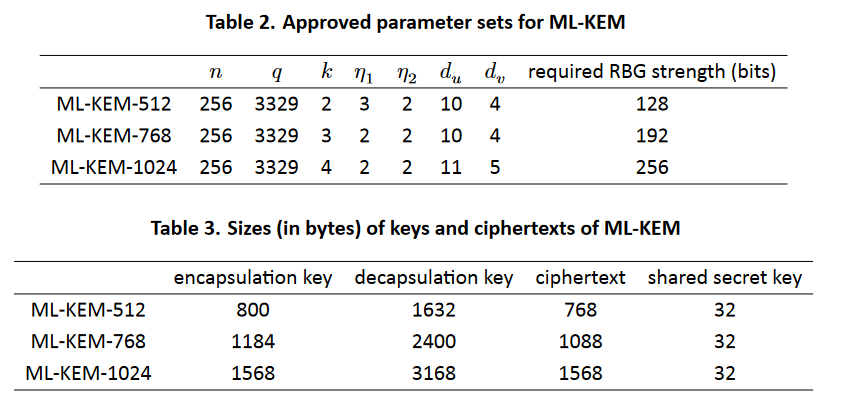 Table 2. Approved parameter sets for ML-KEM
n q k η₁ η₂ dᵤ dᵥ required RBG strength (bits)
ML-KEM-512 256 3329 2 3 2 10 4 128
ML-KEM-768 256 3329 3 2 2 10 4 192
ML-KEM-1024 256 3329 4 2 2 11 5 256
Table 3. Sizes (in bytes) of keys and ciphertexts of ML-KEM
encapsulation key decapsulation key ciphertext shared secret key
ML-KEM-512 800 1632 768 32
ML-KEM-768 1184 2400 1088 32
ML-KEM-1024 1568 3168 1568 32